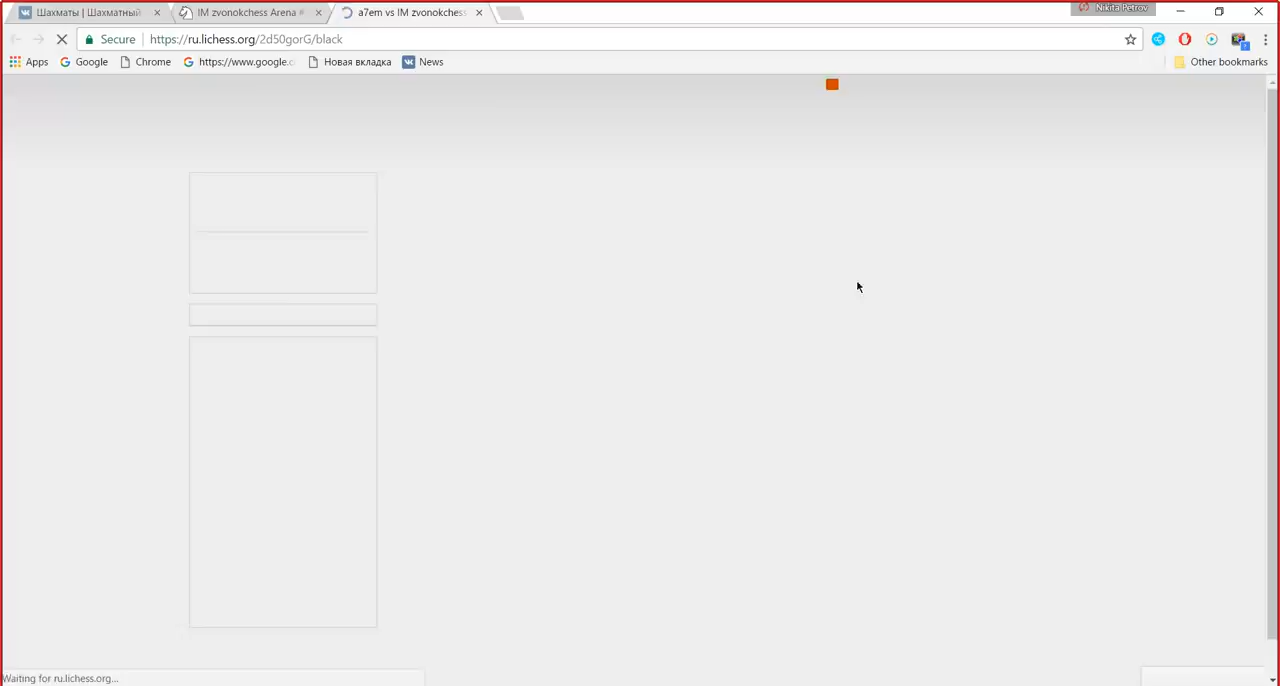 Шахматы | Шахматный
IM zvonokchess Arena #
a7em vs IM zvonokchess
Nikita Petrov
Secure
https://ru.lichess.org/2d50gorG/black
Apps
Google
Chrome
https://www.google.c
Новая вкладка
News
Other bookmarks
Waiting for ru.lichess.org...